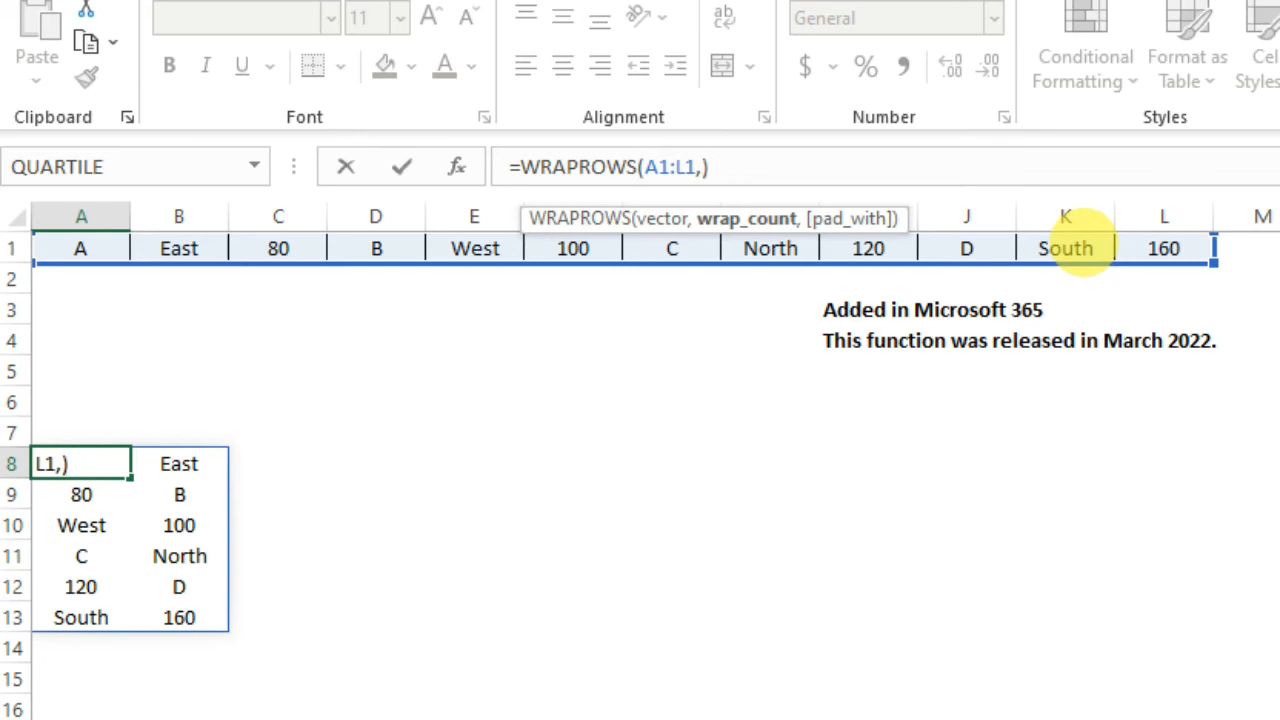 11 A A ab General
Paste B I U A $ % Conditional Format as Cel
Formatting Table Styles
Clipboard Font Alignment Number Styles
QUARTILE fx =WRAPROWS(A1:L1,)
WRAPROWS(vector, wrap_count, [pad_with])
A B C D E J K L M
1 A East 80 B West 100 C North 120 D South 160
2
3 Added in Microsoft 365
4 This function was released in March 2022.
5
6
7
8 L1,) East
9 80 B
10 West 100
11 C North
12 120 D
13 South 160
14
15
16